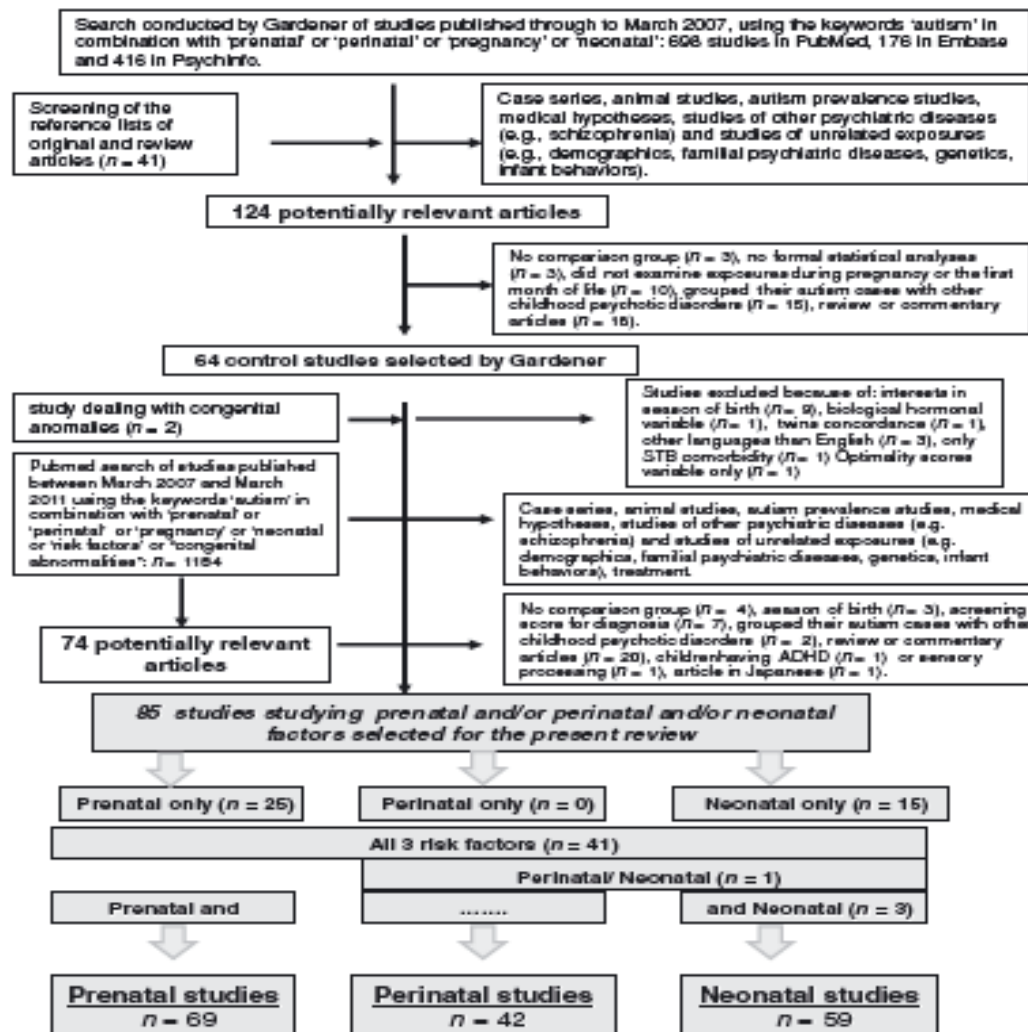 Search conducted by Gardener of studies published through to March 2007, using the keywords 'autism' in
combination with 'prenatal' or 'perinatal' or 'pregnancy' or 'neonatal': 698 studies in PubMed, 176 in Embase
and 416 in PsychInfo.
Screening of the
reference lists of
original and review
articles (n = 41)
Case series, animal studies, autism prevalence studies,
medical hypotheses, studies of other psychiatric diseases
(e.g., schizophrenia) and studies of unrelated exposures
(e.g., demographics, familial psychiatric diseases, genetics,
infant behaviors).
124 potentially relevant articles
No comparison group (n = 3), no formal statistical analyses
(n = 3), did not examine exposures during pregnancy or the first
month of life (n = 10), grouped their autism cases with other
childhood psychotic disorders (n = 15), review or commentary
articles (n = 18).
64 control studies selected by Gardener
study dealing with congenital
anomalies (n = 2)
Studies excluded because of: interests in
season of birth (n = 9), biological hormonal
variable (n = 1), twins concordance (n = 1),
other languages than English (n = 3), only
STB comorbidity (n = 1) Optimality scores
variable only (n = 1)
Pubmed search of studies published
between March 2007 and March
2011 using the keywords 'autism' in
combination with 'prenatal' or
'perinatal' or 'pregnancy' or 'neonatal
or 'risk factors' or "congenital
abnormalities": n = 1164
Case series, animal studies, autism prevalence studies, medical
hypotheses, studies of other psychiatric diseases (e.g.
schizophrenia) and studies of unrelated exposures (e.g.
demographics, familial psychiatric diseases, genetics, infant
behaviors), treatment.
74 potentially relevant
articles
No comparison group (n = 4), season of birth (n = 3), screening
score for diagnosis (n = 7), grouped their autism cases with other
childhood psychotic disorders (n = 2), review or commentary
articles (n = 20), childrenhaving ADHD (n = 1) or sensory
processing (n = 1), article in Japanese (n = 1).
85 studies studying prenatal and/or perinatal and/or neonatal
factors selected for the present review
Prenatal only (n = 25)
Perinatal only (n = 0)
Neonatal only (n = 15)
All 3 risk factors (n = 41)
Perinatal/ Neonatal (n = 1)
Prenatal and
.......
and Neonatal (n = 3)
Prenatal studies
n = 69
Perinatal studies
n = 42
Neonatal studies
n = 59